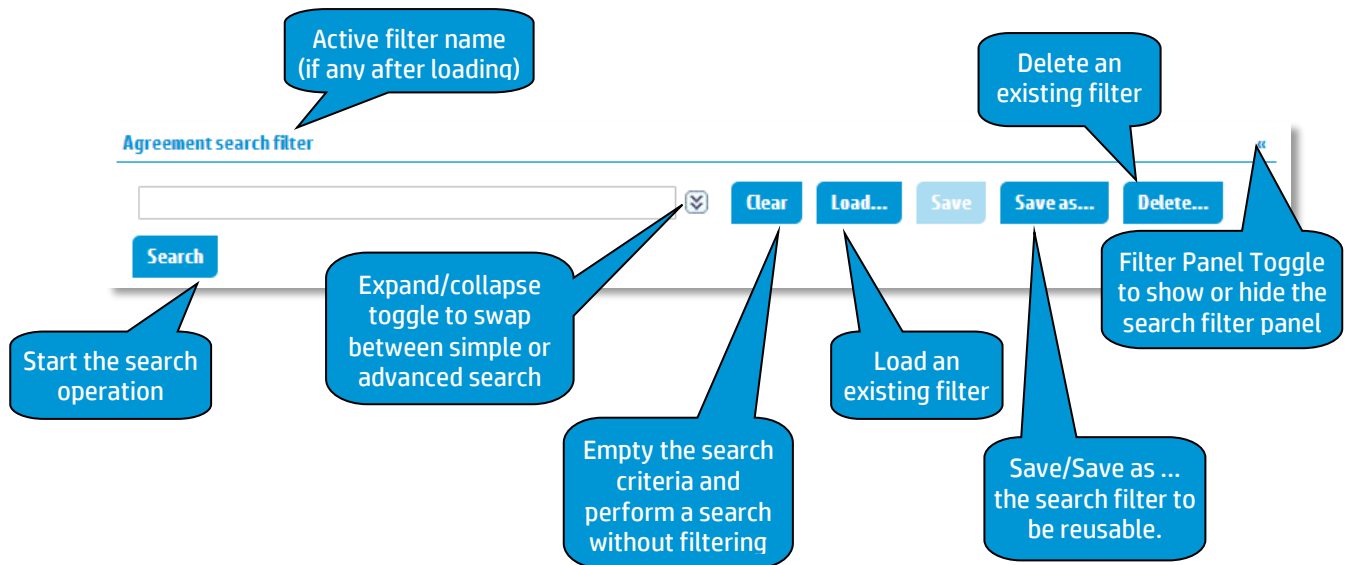 Active filter name
(if any after loading)
Delete an
existing filter
Agreement search filter
«
Clear
Load...
Save
Save as...
Delete...
Search
Start the search
operation
Expand/collapse
toggle to swap
between simple or
advanced search
Empty the search
criteria and
perform a search
without filtering
Load an
existing filter
Save/Save as ...
the search filter to
be reusable.
Filter Panel Toggle
to show or hide the
search filter panel